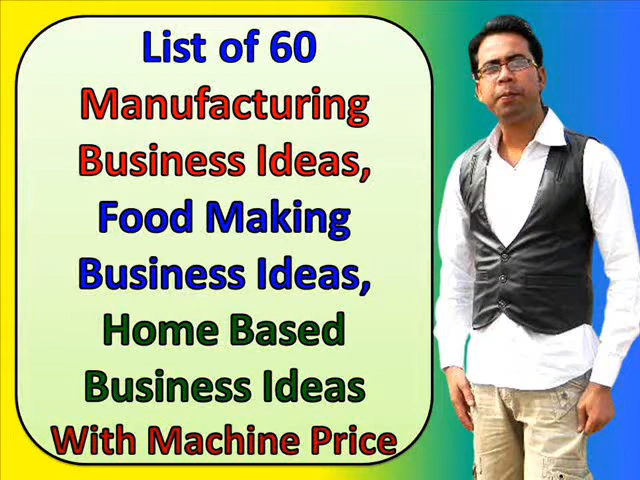 List of 60
Manufacturing
Business Ideas,
Food Making
Business Ideas,
Home Based
Business Ideas
With Machine Price